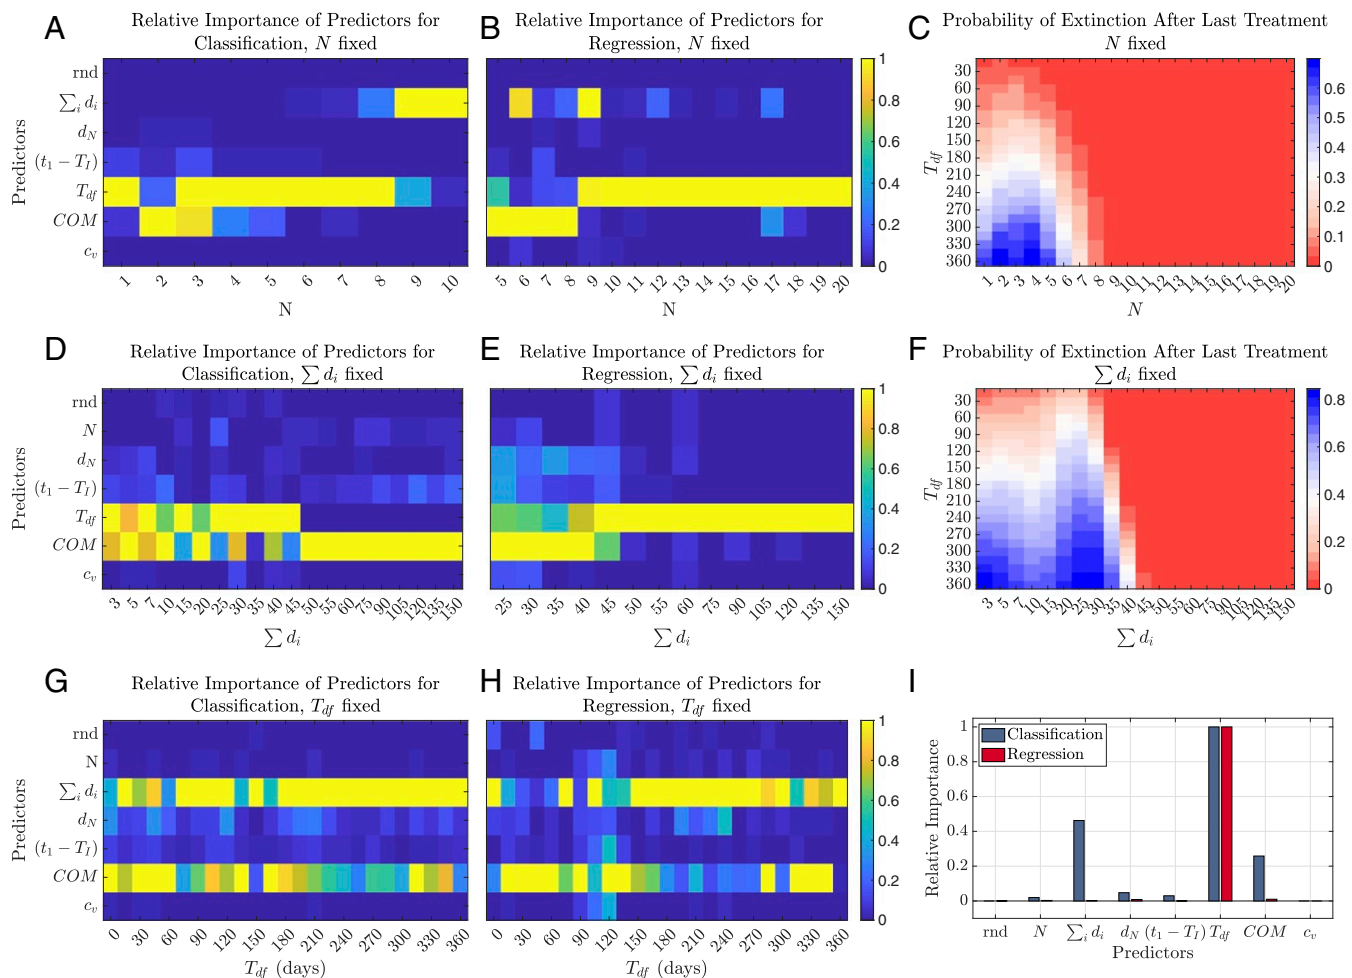 A
Relative Importance of Predictors for
Classification, N fixed
Predictors
rnd
∑i di
dN
(t1 − TI)
Tdf
COM
cv
1 2 3 4 5 6 7 8 9 10
N
B
Relative Importance of Predictors for
Regression, N fixed
5 6 7 8 9 11 12 13 14 15 16 17 18 19 20
N
1
0.8
0.6
0.4
0.2
0
C
Probability of Extinction After Last Treatment
N fixed
Tdf
30
60
90
120
150
180
210
240
270
300
330
360
1 2 3 4 5 6 7 8 9 10 11 12 13 14 15 16 17 18 19 20
N
0.6
0.5
0.4
0.3
0.2
0.1
0
D
Relative Importance of Predictors for
Classification, ∑ di fixed
Predictors
rnd
N
dN
(t1 − TI)
Tdf
COM
cv
3 5 7 10 15 20 25 30 35 40 45 50 55 60 75 90 105 120 135 150
∑ di
E
Relative Importance of Predictors for
Regression, ∑ di fixed
25 30 35 40 45 50 60 75 90 105 120 135 150
∑ di
1
0.8
0.6
0.4
0.2
0
F
Probability of Extinction After Last Treatment
∑ di fixed
Tdf
30
60
90
120
150
180
210
240
270
300
330
360
3 5 7 10 15 20 25 30 35 40 45 50 55 60 75 90 105 120 135 150
∑ di
0.8
0.6
0.4
0.2
0
G
Relative Importance of Predictors for
Classification, Tdf fixed
Predictors
rnd
N
∑i di
dN
(t1 − TI)
COM
cv
0 30 60 90 120 150 180 210 240 270 300 330 360
Tdf (days)
H
Relative Importance of Predictors for
Regression, Tdf fixed
0 30 60 90 120 150 180 210 240 270 300 330 360
Tdf (days)
1
0.8
0.6
0.4
0.2
0
I
Relative Importance
1
0.8
0.6
0.4
0.2
0
Classification
Regression
rnd N ∑i di dN (t1 − TI) Tdf COM cv
Predictors